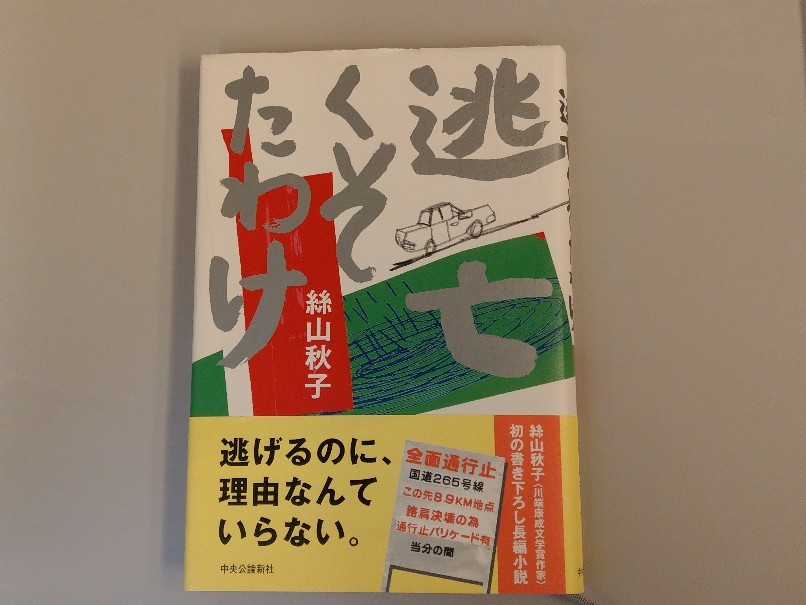 逃亡
くそ
たわけ
絲山秋子
逃げるのに、
理由なんて
いらない。
中央公論新社
全面通行止
国道265号線
この先8.9KM地点
路肩決壊の為
通行止バリケード有
当分の間
絲山秋子〈川端康成文学賞作家〉
初の書き下ろし長編小説